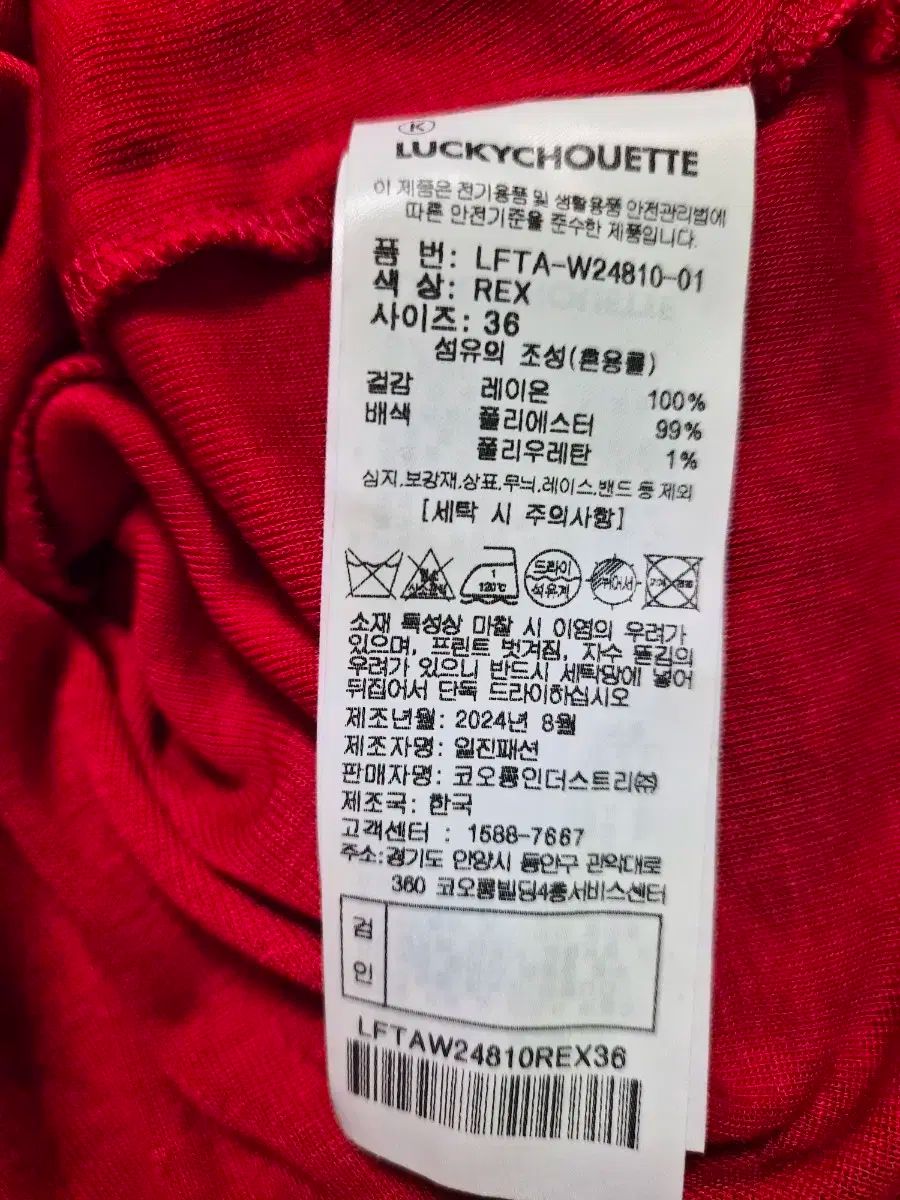 K
LUCKYCHOUETTE
이 제품은 전기용품 및 생활용품 안전관리법에
따른 안전기준을 준수한 제품입니다.
품 번: LFTA-W24810-01
색 상: REX
사이즈: 36
섬유의 조성(혼용률)
겉감 레이온 100%
배색 폴리에스터 99%
폴리우레탄 1%
심지,보강재,상표,무늬,레이스,밴드 등 제외
[세탁 시 주의사항]
1
120℃
드라이
석유계
소재 특성상 마찰 시 이염의 우려가
있으며, 프린트 벗겨짐, 자수 뜯김의
우려가 있으니 반드시 세탁망에 넣어
뒤집어서 단독 드라이하십시오
제조년월: 2024년 8월
제조자명: 일진패션
판매자명: 코오롱인더스트리㈜
제조국: 한국
고객센터 : 1588-7667
주소:경기도 안양시 동안구 관악대로
360 코오롱빌딩4층서비스센터
검
인
LFTAW24810REX36